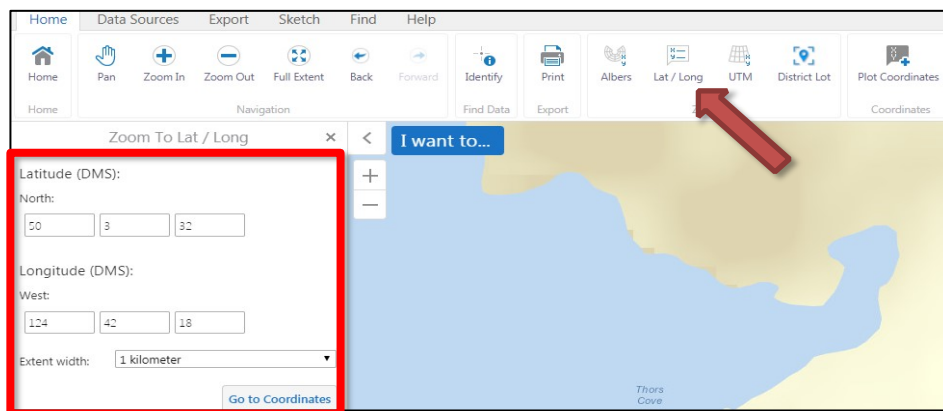 Home Data Sources Export Sketch Find Help
Home Pan Zoom In Zoom Out Full Extent Back Forward Identify Print Albers Lat / Long UTM District Lot Plot Coordinates
Home Navigation Find Data Export Coordinates
Zoom To Lat / Long ×
I want to...
Latitude (DMS):
North:
50 3 32
Longitude (DMS):
West:
124 42 18
Extent width: 1 kilometer
Go to Coordinates
Thors
Cove